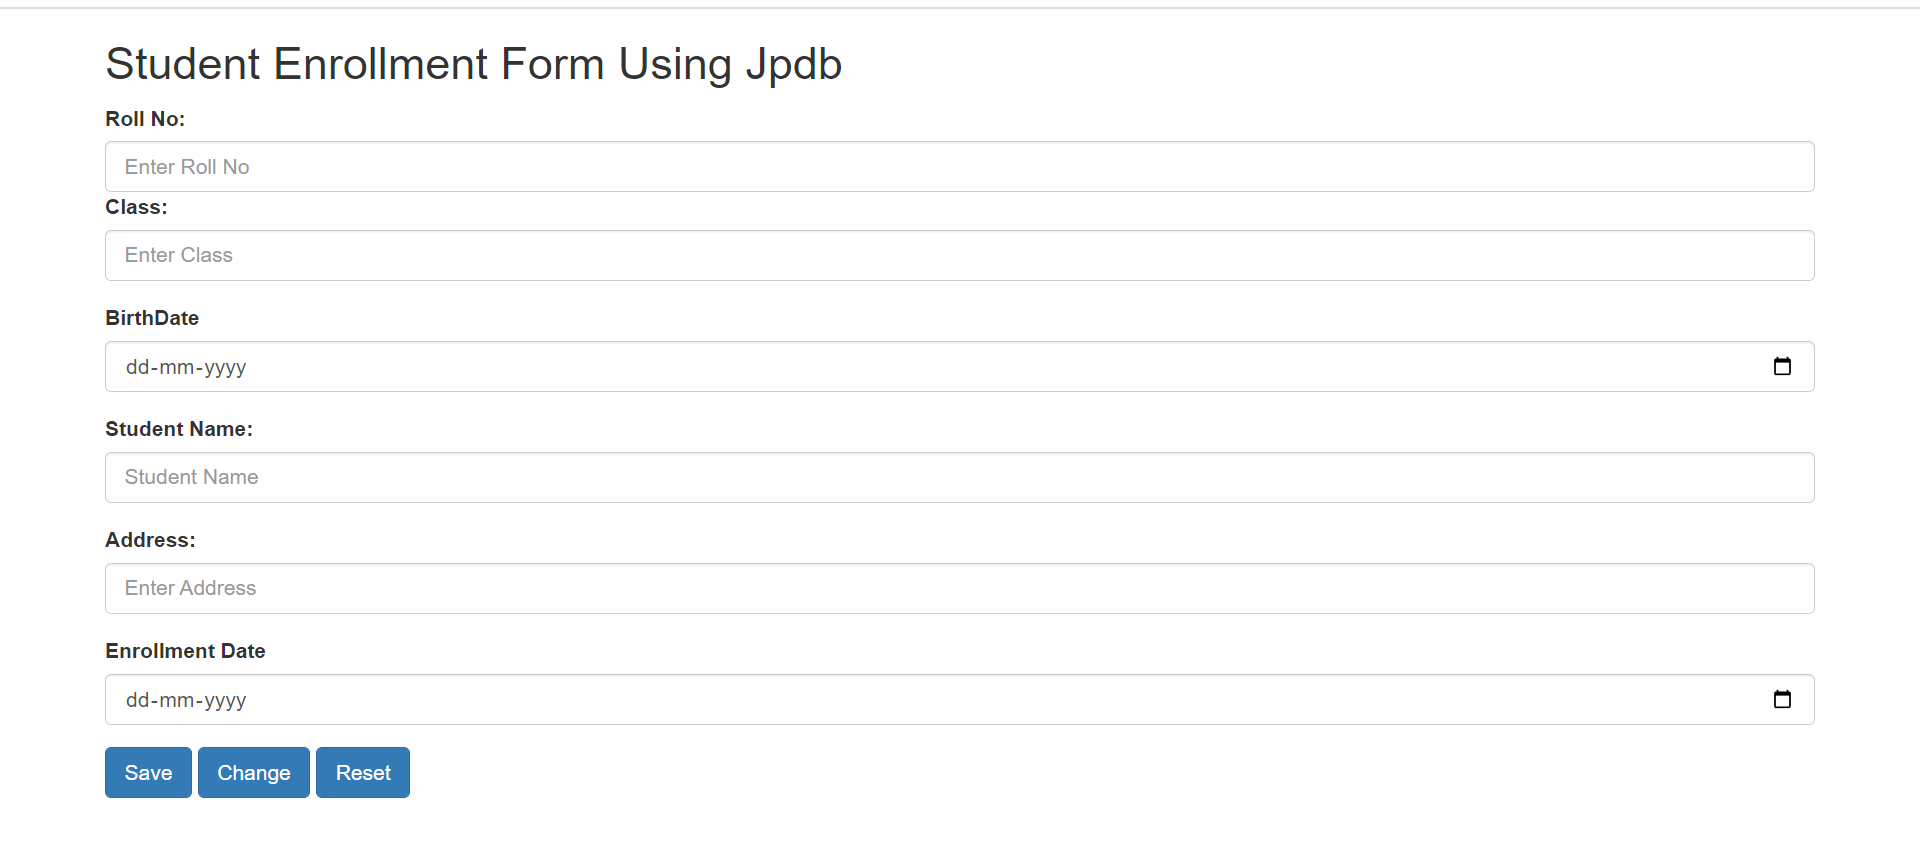 Student Enrollment Form Using Jpdb
Roll No:
Enter Roll No
Class:
Enter Class
BirthDate
dd-mm-yyyy
Student Name:
Student Name
Address:
Enter Address
Enrollment Date
dd-mm-yyyy
Save Change Reset